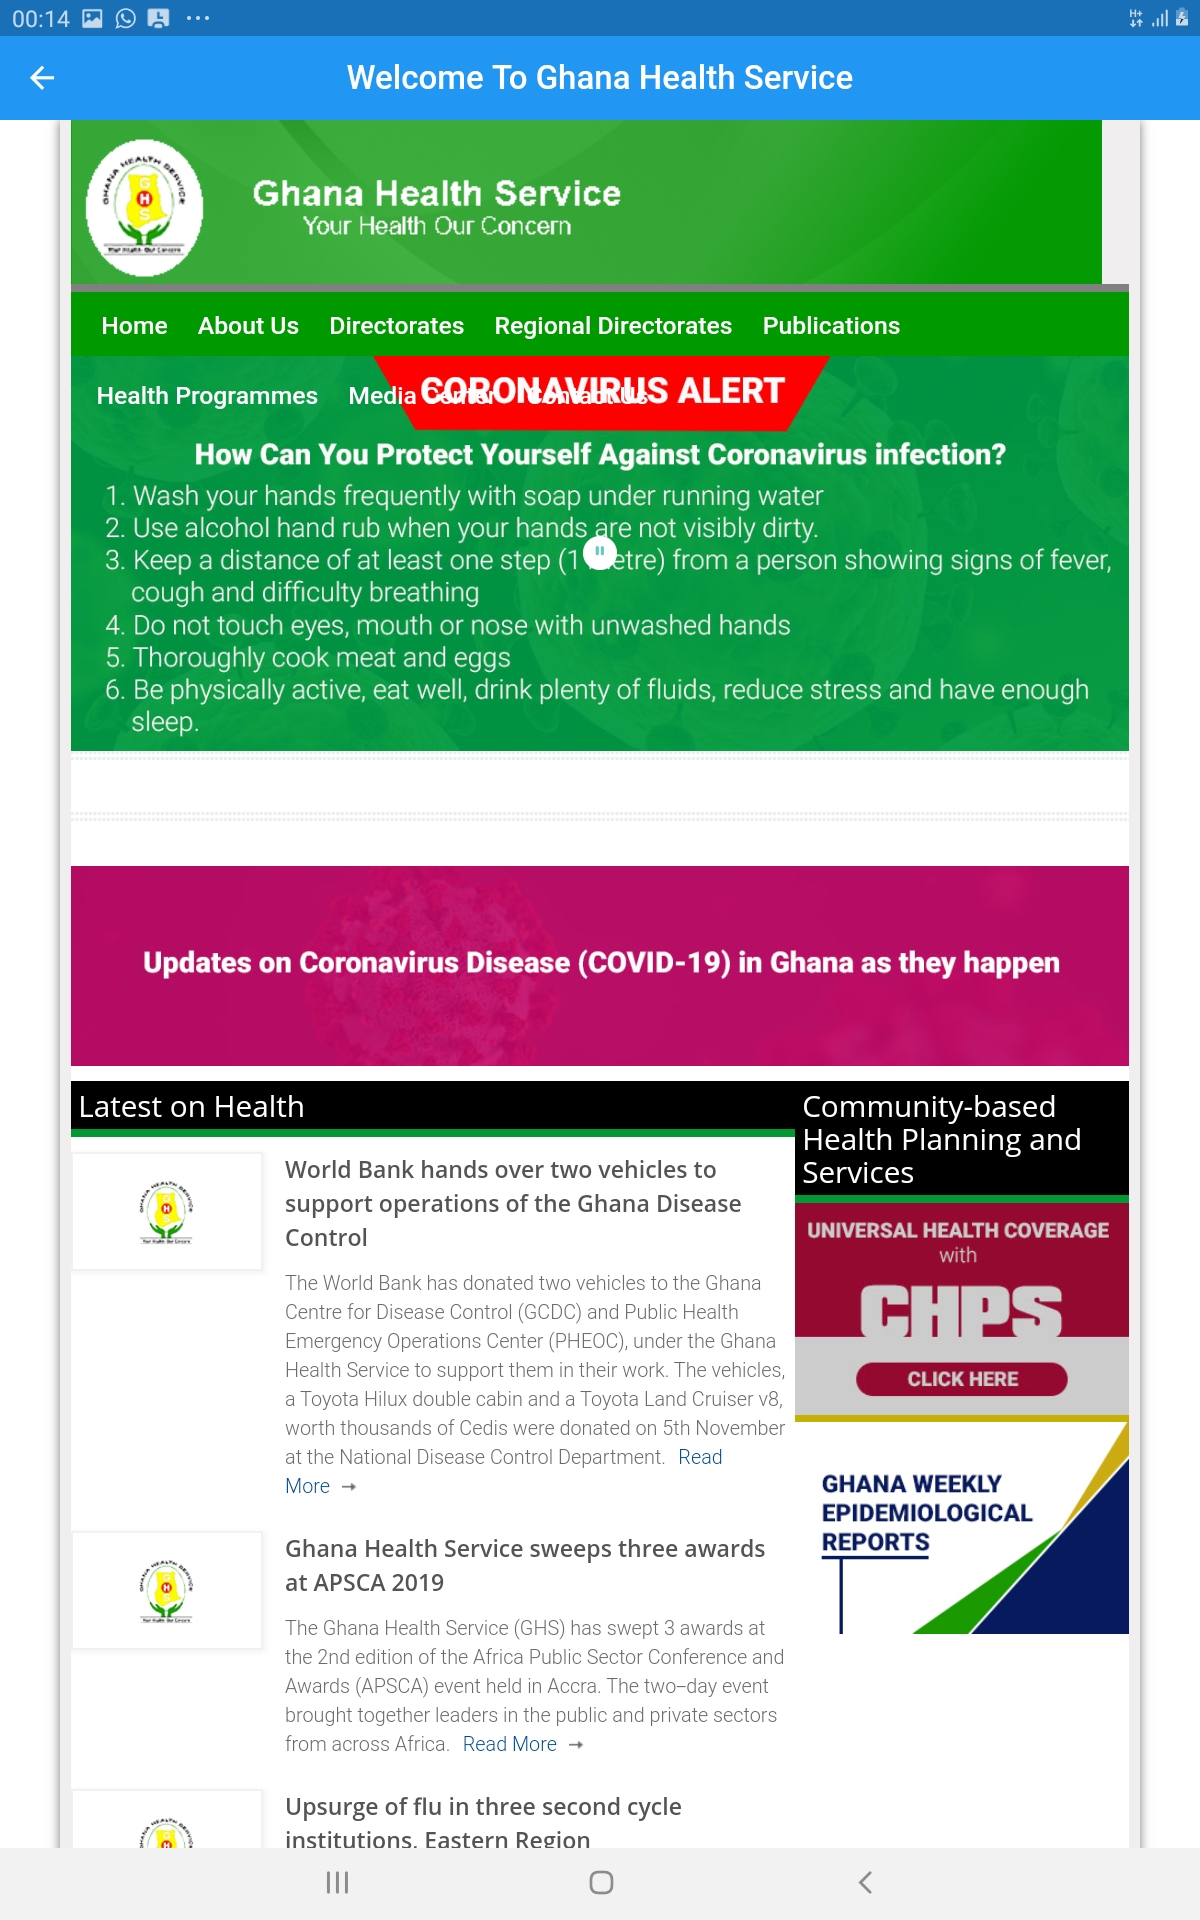 00:14
Welcome To Ghana Health Service
GHANA HEALTH SERVICE
GHS
Your Health Our Concern
Ghana Health Service
Your Health Our Concern
Home About Us Directorates Regional Directorates Publications
Health Programmes Media Center Contact Us
CORONAVIRUS ALERT
How Can You Protect Yourself Against Coronavirus infection?
1. Wash your hands frequently with soap under running water
2. Use alcohol hand rub when your hands are not visibly dirty.
3. Keep a distance of at least one step (1 metre) from a person showing signs of fever,
cough and difficulty breathing
4. Do not touch eyes, mouth or nose with unwashed hands
5. Thoroughly cook meat and eggs
6. Be physically active, eat well, drink plenty of fluids, reduce stress and have enough
sleep.
Updates on Coronavirus Disease (COVID-19) in Ghana as they happen
Latest on Health
World Bank hands over two vehicles to
support operations of the Ghana Disease
Control
The World Bank has donated two vehicles to the Ghana
Centre for Disease Control (GCDC) and Public Health
Emergency Operations Center (PHEOC), under the Ghana
Health Service to support them in their work. The vehicles,
a Toyota Hilux double cabin and a Toyota Land Cruiser v8,
worth thousands of Cedis were donated on 5th November
at the National Disease Control Department. Read
More →
Ghana Health Service sweeps three awards
at APSCA 2019
The Ghana Health Service (GHS) has swept 3 awards at
the 2nd edition of the Africa Public Sector Conference and
Awards (APSCA) event held in Accra. The two–day event
brought together leaders in the public and private sectors
from across Africa. Read More →
Upsurge of flu in three second cycle
institutions, Eastern Region
Community-based
Health Planning and
Services
UNIVERSAL HEALTH COVERAGE
with
CHPS
CLICK HERE
GHANA WEEKLY
EPIDEMIOLOGICAL
REPORTS